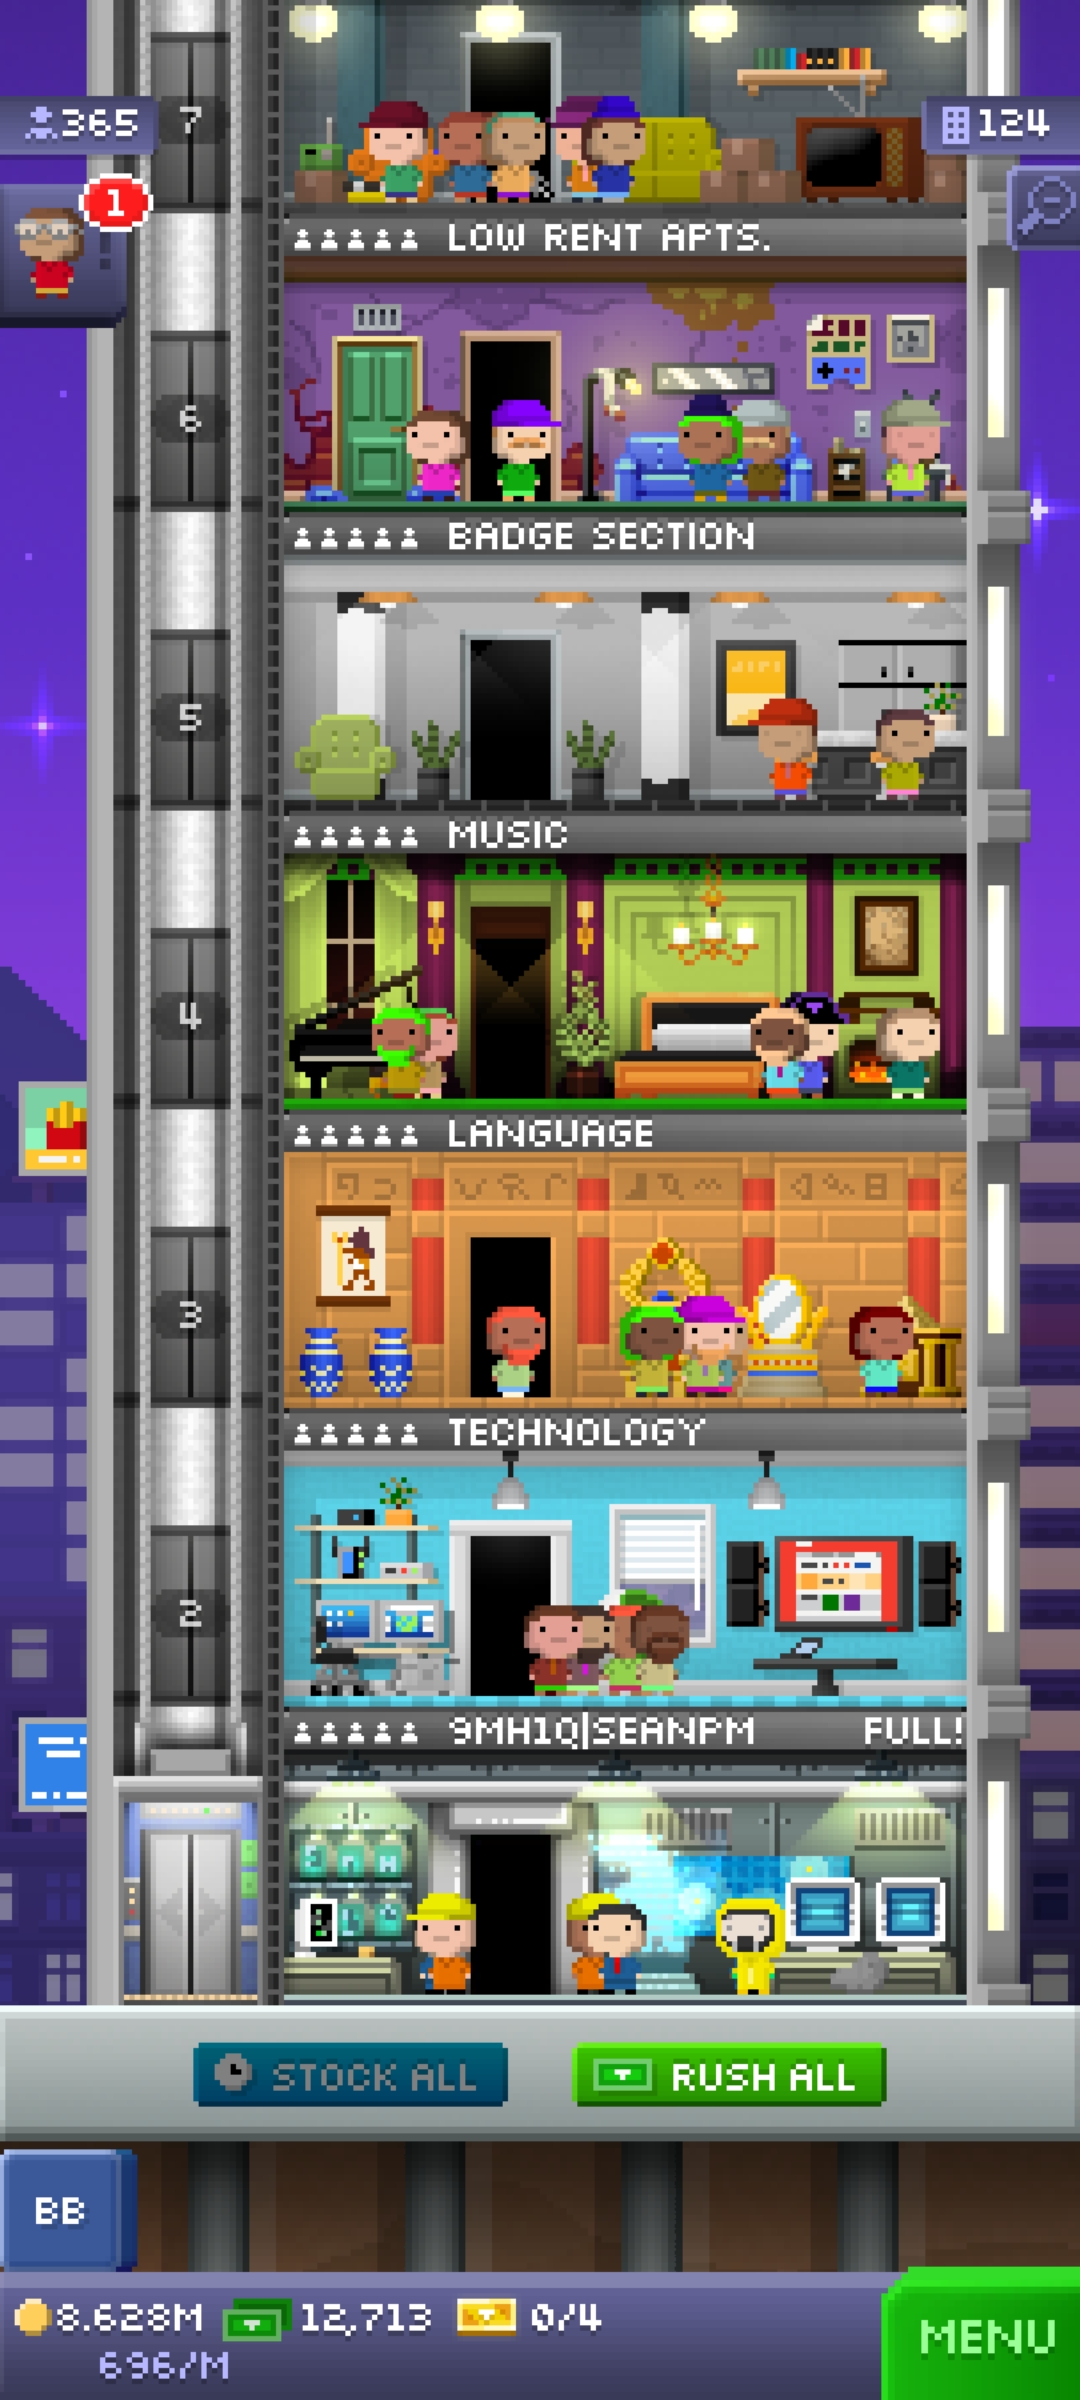 7
365
124
1
LOW RENT APTS.
6
BADGE SECTION
5
MUSIC
4
LANGUAGE
3
TECHNOLOGY
2
9MH1Q|SEANPM FULL!
STOCK ALL
RUSH ALL
BB
8.628M 12,713 0/4
696/M
MENU